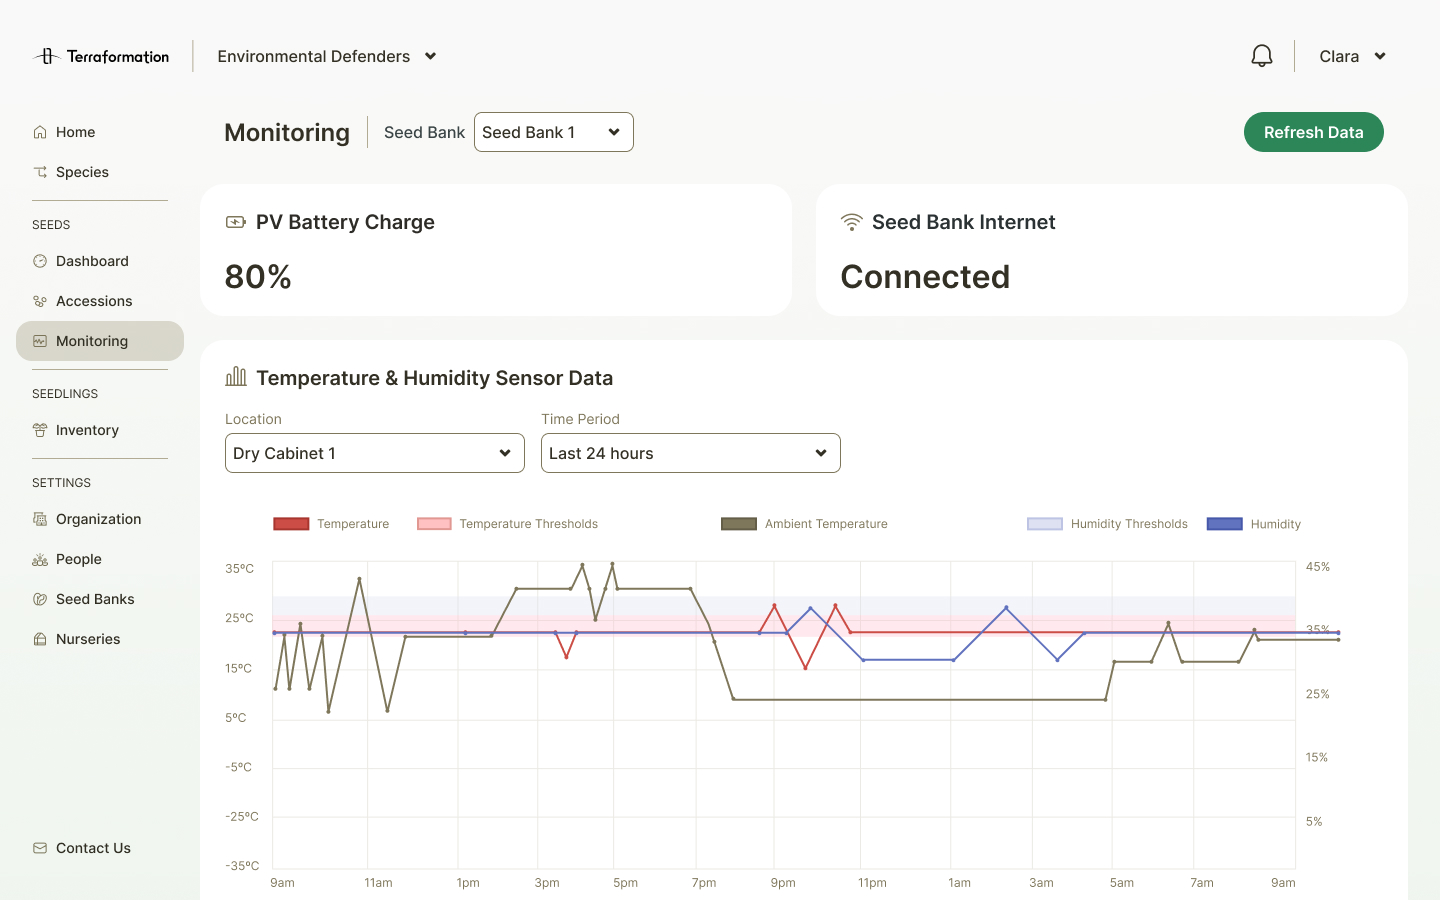 Terraformation
Environmental Defenders
Clara
Home
Species
SEEDS
Dashboard
Accessions
Monitoring
SEEDLINGS
Inventory
SETTINGS
Organization
People
Seed Banks
Nurseries
Contact Us
Monitoring
Seed Bank
Seed Bank 1
Refresh Data
PV Battery Charge
80%
Seed Bank Internet
Connected
Temperature & Humidity Sensor Data
Location
Dry Cabinet 1
Time Period
Last 24 hours
Temperature
Temperature Thresholds
Ambient Temperature
Humidity Thresholds
Humidity
35ºC
25ºC
15ºC
5ºC
-5ºC
-25ºC
-35ºC
45%
35%
25%
15%
5%
9am 11am 1pm 3pm 5pm 7pm 9pm 11pm 1am 3am 5am 7am 9am